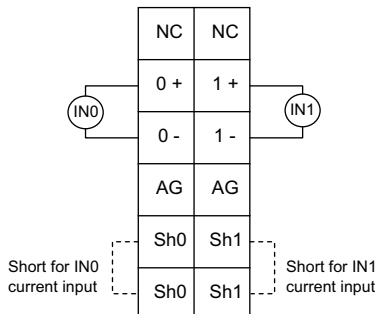 NC NC
0 + 1 +
IN0 IN1
0 - 1 -
AG AG
Sh0 Sh1
Short for IN0
current input
Short for IN1
current input
Sh0 Sh1